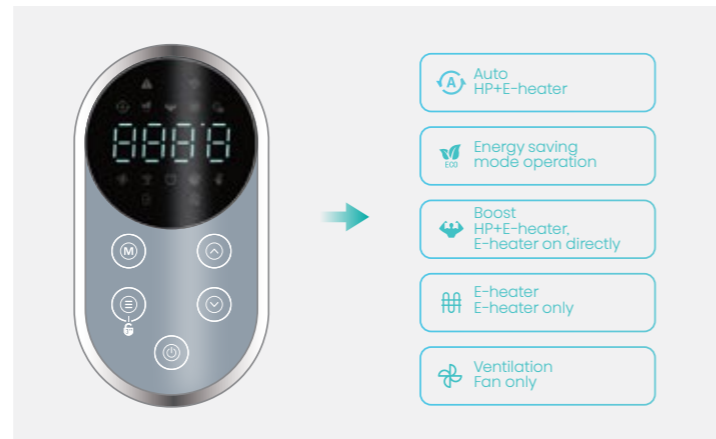 8888
M
A
Auto
HP+E-heater
ECO
Energy saving
mode operation
Boost
HP+E-heater,
E-heater on directly
E-heater
E-heater only
Ventilation
Fan only